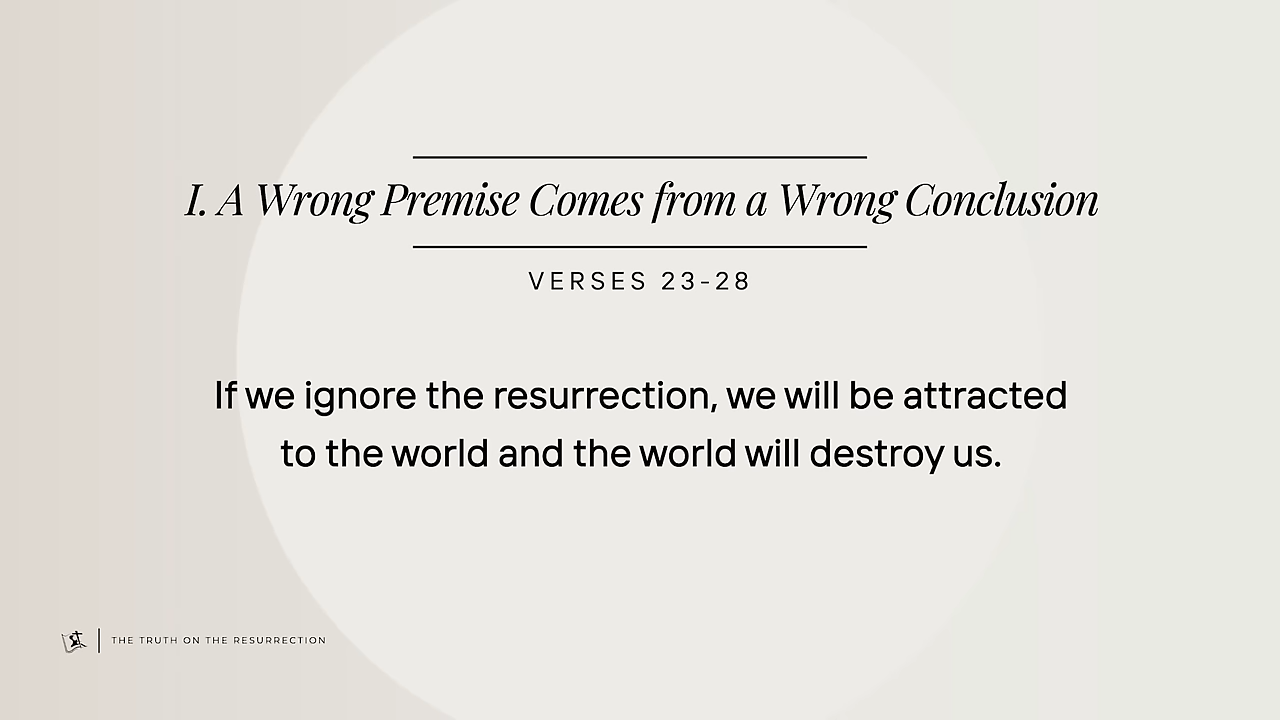 I. A Wrong Premise Comes from a Wrong Conclusion
VERSES 23-28
If we ignore the resurrection, we will be attracted
to the world and the world will destroy us.
THE TRUTH ON THE RESURRECTION